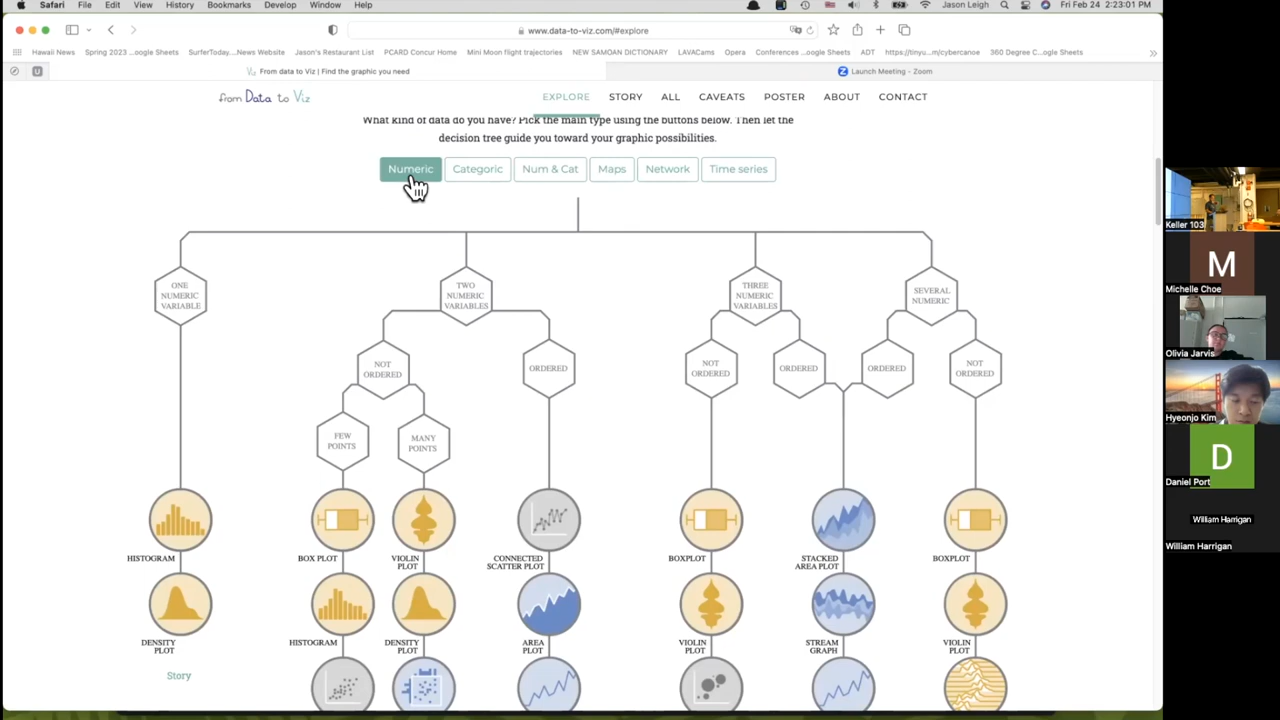 Safari File Edit View History Bookmarks Develop Window Help Jason Leigh Fri Feb 24 2:23:01 PM
www.data-to-viz.com/#explore
Hawaii News Spring 2023 ...oogle Sheets SurferToday....News Website Jason's Restaurant List PCARD Concur Home Mini Moon flight trajectories NEW SAMOAN DICTIONARY LAVACams Opera Conferences ...oogle Sheets ADT https://tinyu...m/cybercanoe 360 Degree C...ogle Sheets
U From data to Viz | Find the graphic you need Launch Meeting - Zoom
from Data to Viz EXPLORE STORY ALL CAVEATS POSTER ABOUT CONTACT
What kind of data do you have? Pick the main type using the buttons below. Then let the
decision tree guide you toward your graphic possibilities.
Numeric Categoric Num & Cat Maps Network Time series
ONE
NUMERIC
VARIABLE
TWO
NUMERIC
VARIABLES
THREE
NUMERIC
VARIABLES
SEVERAL
NUMERIC
NOT
ORDERED
ORDERED
NOT
ORDERED
ORDERED
ORDERED
NOT
ORDERED
FEW
POINTS
MANY
POINTS
HISTOGRAM
BOX PLOT
VIOLIN
PLOT
CONNECTED
SCATTER PLOT
BOXPLOT
STACKED
AREA PLOT
BOXPLOT
DENSITY
PLOT
HISTOGRAM
DENSITY
PLOT
AREA
PLOT
VIOLIN
PLOT
STREAM
GRAPH
VIOLIN
PLOT
Story
Keller 103
M
Michelle Choe
Olivia Jarvis
Hyeonjo Kim
D
Daniel Port
William Harrigan
William Harrigan